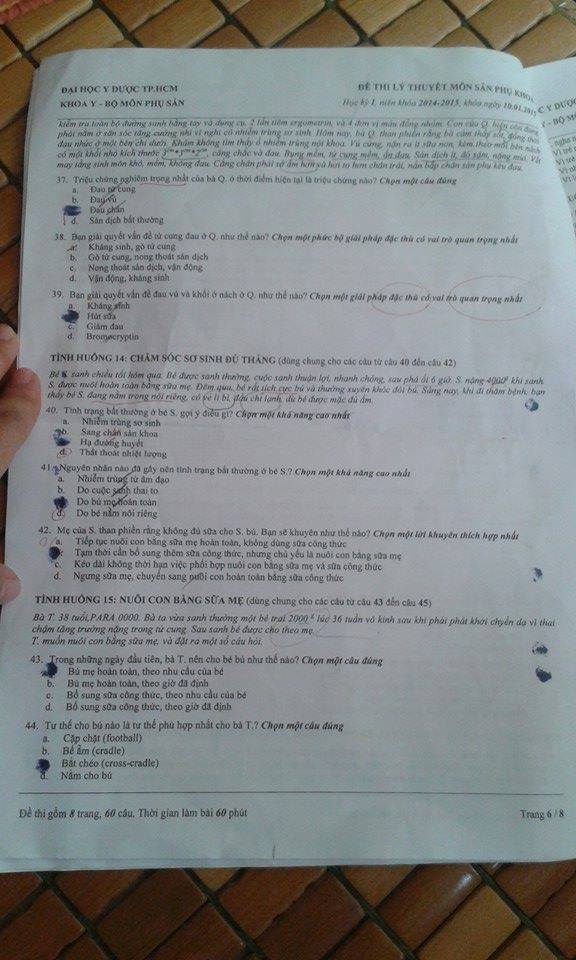 ĐẠI HỌC Y DƯỢC TP.HCM
KHOA Y - BỘ MÔN PHỤ SẢN
ĐỀ THI LÝ THUYẾT MÔN SẢN PHỤ KHOA
Học kỳ I, niên khóa 2014-2015, khóa ngày 10.01.201
kiểm tra toàn bộ đường sanh bằng tay và dụng cụ, 2 lần tiêm ergometrin, và 4 đơn vị máu đồng nhóm. Con của Q. hiện còn đang
phải nằm ở săn sóc tăng cường nhi vì nghi có nhiễm trùng sơ sinh. Hôm nay, bà Q. than phiền rằng bà cảm thấy sốt, đồng thời
đau nhức ở một bên chi dưới. Khám không tìm thấy ổ nhiễm trùng nội khoa. Vú cứng, nặn ra ít sữa non, kèm theo mỗi bên nách
có một khối nhỏ kích thước 3cm * 3cm * 2cm, căng chắc và đau. Bụng mềm, tử cung mềm, ấn đau. Sản dịch ít, đỏ sậm, nặng mùi. Vết
may tầng sinh môn khô, mềm, không đau. Cẳng chân phải sờ ấm hơn và hơi to hơn chân trái, nắn bắp chân sản phụ kêu đau.
37. Triệu chứng nghiêm trọng nhất của bà Q. ở thời điểm hiện tại là triệu chứng nào? Chọn một câu đúng
a. Đau tử cung
b. Đau vú
Đau chân
d. Sản dịch bất thường
38. Bạn giải quyết vấn đề tử cung đau ở Q. như thế nào? Chọn một phức bộ giải pháp đặc thù có vai trò quan trọng nhất
a. Kháng sinh, gò tử cung
b. Gò tử cung, nong thoát sản dịch
c. Nong thoát sản dịch, vận động
d. Vận động, kháng sinh
39. Bạn giải quyết vấn đề đau vú và khối ở nách ở Q. như thế nào? Chọn một giải pháp đặc thù có vai trò quan trọng nhất
a. Kháng sinh
Hút sữa
c. Giảm đau
d. Bromocryptin
TÌNH HUỐNG 14: CHĂM SÓC SƠ SINH ĐỦ THÁNG (dùng chung cho các câu từ câu 40 đến câu 42)
Bé S. sanh chiều tối hôm qua. Bé được sanh thường, cuộc sanh thuận lợi, nhanh chóng, sau phá ối 6 giờ. S. nặng 4000g khi sanh.
S. được nuôi hoàn toàn bằng sữa mẹ. Đêm qua, bé rất tích cực bú và thường xuyên khóc đòi bú. Sáng nay, khi đi thăm bệnh, bạn
thấy bé S. đang nằm trong nôi riêng, có vẻ li bì, đầu chi lạnh, dù bé được mặc đủ ấm.
40. Tình trạng bất thường ở bé S. gợi ý điều gì? Chọn một khả năng cao nhất
a. Nhiễm trùng sơ sinh
b. Sang chấn sản khoa
Hạ đường huyết
d. Thất thoát nhiệt lượng
41. Nguyên nhân nào đã gây nên tình trạng bất thường ở bé S.? Chọn một khả năng cao nhất
a. Nhiễm trùng từ âm đạo
b. Do cuộc sanh thai to
Do bú mẹ hoàn toàn
d. Do bé nằm nôi riêng
42. Mẹ của S. than phiền rằng không đủ sữa cho S. bú. Bạn sẽ khuyên như thế nào? Chọn một lời khuyên thích hợp nhất
a. Tiếp tục nuôi con bằng sữa mẹ hoàn toàn, không dùng sữa công thức
Tạm thời cần bổ sung thêm sữa công thức, nhưng chủ yếu là nuôi con bằng sữa mẹ
c. Kéo dài không thời hạn việc phối hợp nuôi con bằng sữa mẹ và sữa công thức
d. Ngưng sữa mẹ, chuyển sang nuôi con hoàn toàn bằng sữa công thức
TÌNH HUỐNG 15: NUÔI CON BẰNG SỮA MẸ (dùng chung cho các câu từ câu 43 đến câu 45)
Bà T. 38 tuổi, PARA 0000. Bà ta vừa sanh thường một bé trai 2000 g lúc 36 tuần vô kinh sau khi phải phát khởi chuyển dạ vì thai
chậm tăng trưởng nặng trong tử cung. Sau sanh bé được cho theo mẹ.
T. muốn nuôi con bằng sữa mẹ, và đặt ra một số câu hỏi.
43. Trong những ngày đầu tiên, bà T. nên cho bé bú như thế nào? Chọn một câu đúng
Bú mẹ hoàn toàn, theo nhu cầu của bé
b. Bú mẹ hoàn toàn, theo giờ đã định
c. Bổ sung sữa công thức, theo nhu cầu của bé
d. Bổ sung sữa công thức, theo giờ đã định
44. Tư thế cho bú nào là tư thế phù hợp nhất cho bà T.? Chọn một câu đúng
a. Cặp chặt (football)
b. Bế ẵm (cradle)
Bắt chéo (cross-cradle)
d. Nằm cho bú
Đề thi gồm 8 trang, 60 câu. Thời gian làm bài 60 phút
Trang 6 / 8